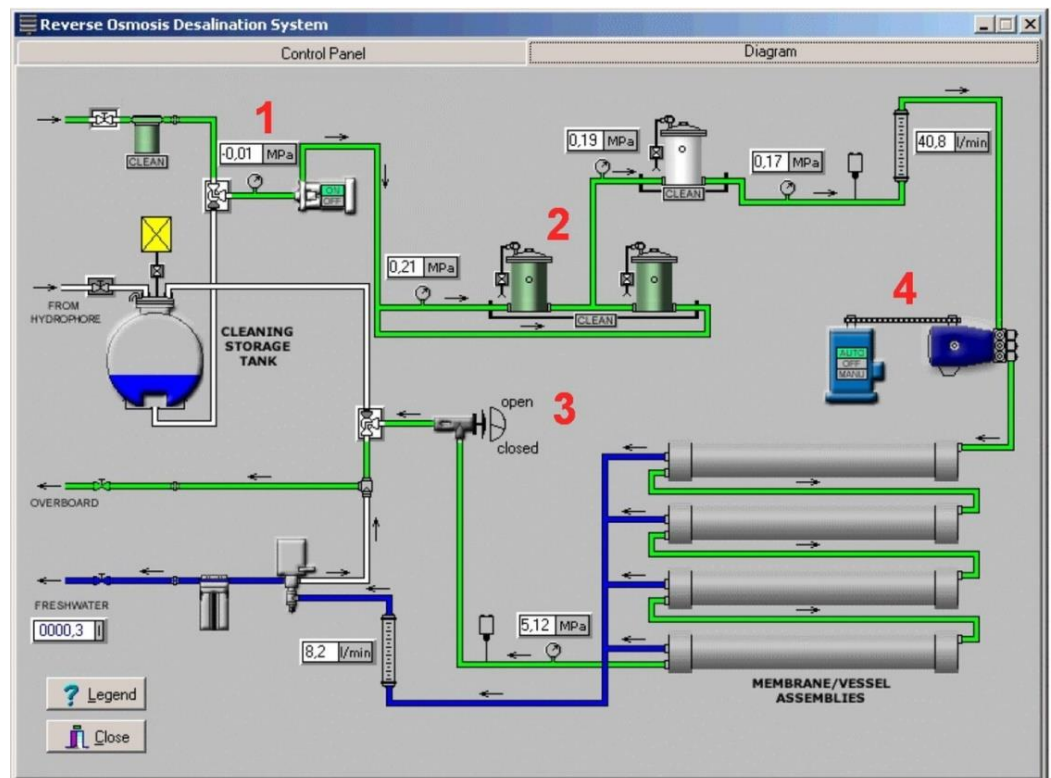 Reverse Osmosis Desalination System
Control Panel
Diagram
1
CLEAN
-0,01 MPa
ON
OFF
0,19 MPa
CLEAN
0,17 MPa
40,8 l/min
2
0,21 MPa
CLEAN
FROM
HYDROPHORE
CLEANING
STORAGE
TANK
4
AUTO
OFF
MANU
open
3
closed
OVERBOARD
FRESHWATER
0000,3 l
8,2 l/min
5,12 MPa
MEMBRANE/VESSEL
ASSEMBLIES
? Legend
Close